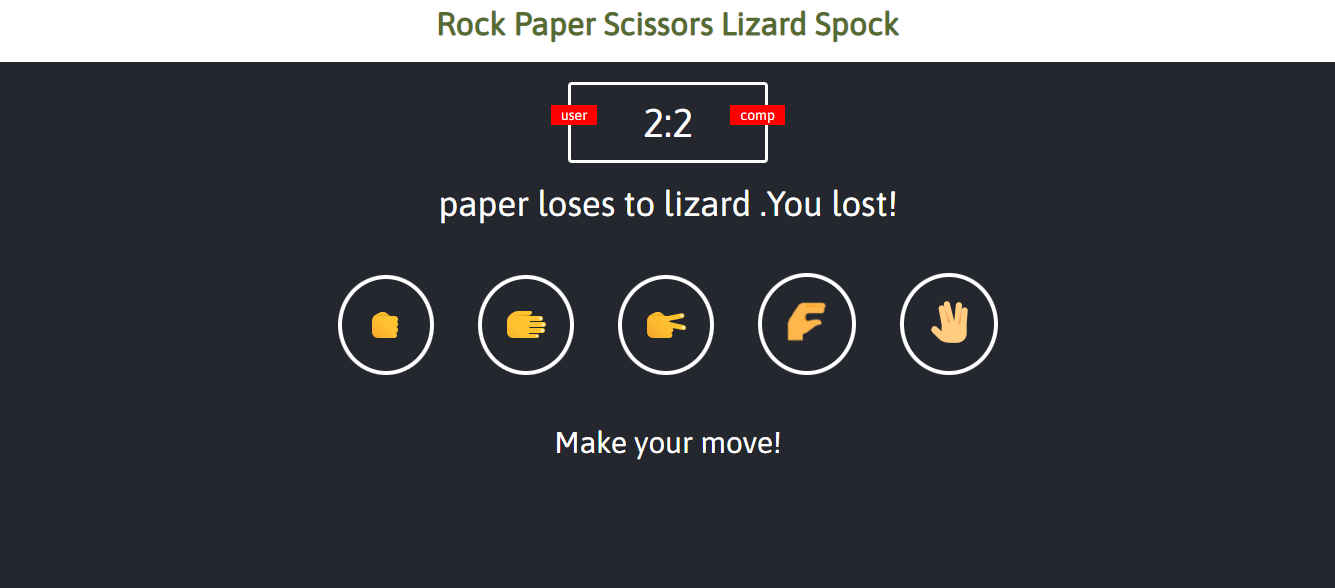 Rock Paper Scissors Lizard Spock
user 2:2 comp
paper loses to lizard .You lost!
Make your move!